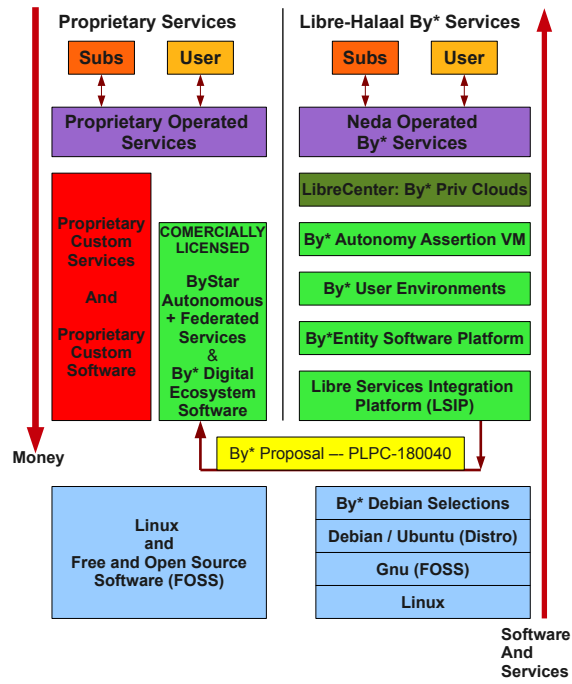 Proprietary Services
Subs
User
Proprietary Operated
Services
Proprietary
Custom
Services
And
Proprietary
Custom
Software
COMERCIALLY
LICENSED
ByStar
Autonomous
+ Federated
Services
&
By* Digital
Ecosystem
Software
Money
Linux
and
Free and Open Source
Software (FOSS)
Libre-Halaal By* Services
Subs
User
Neda Operated
By* Services
LibreCenter: By* Priv Clouds
By* Autonomy Assertion VM
By* User Environments
By*Entity Software Platform
Libre Services Integration
Platform (LSIP)
By* Proposal –- PLPC-180040
By* Debian Selections
Debian / Ubuntu (Distro)
Gnu (FOSS)
Linux
Software
And
Services